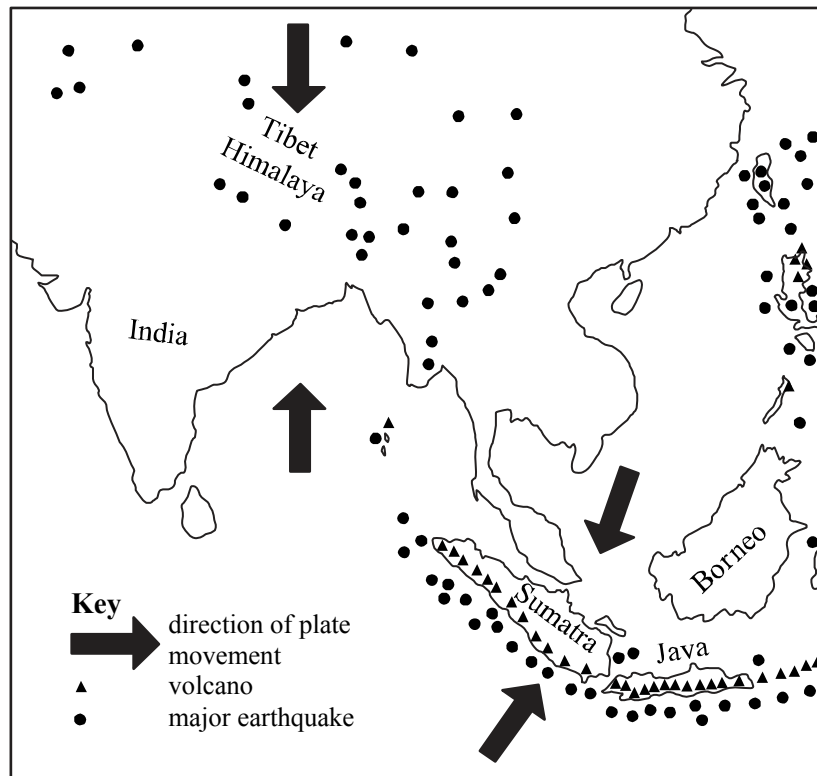 Tibet
Himalaya
India
Borneo
Sumatra
Java
Key
direction of plate
movement
volcano
major earthquake